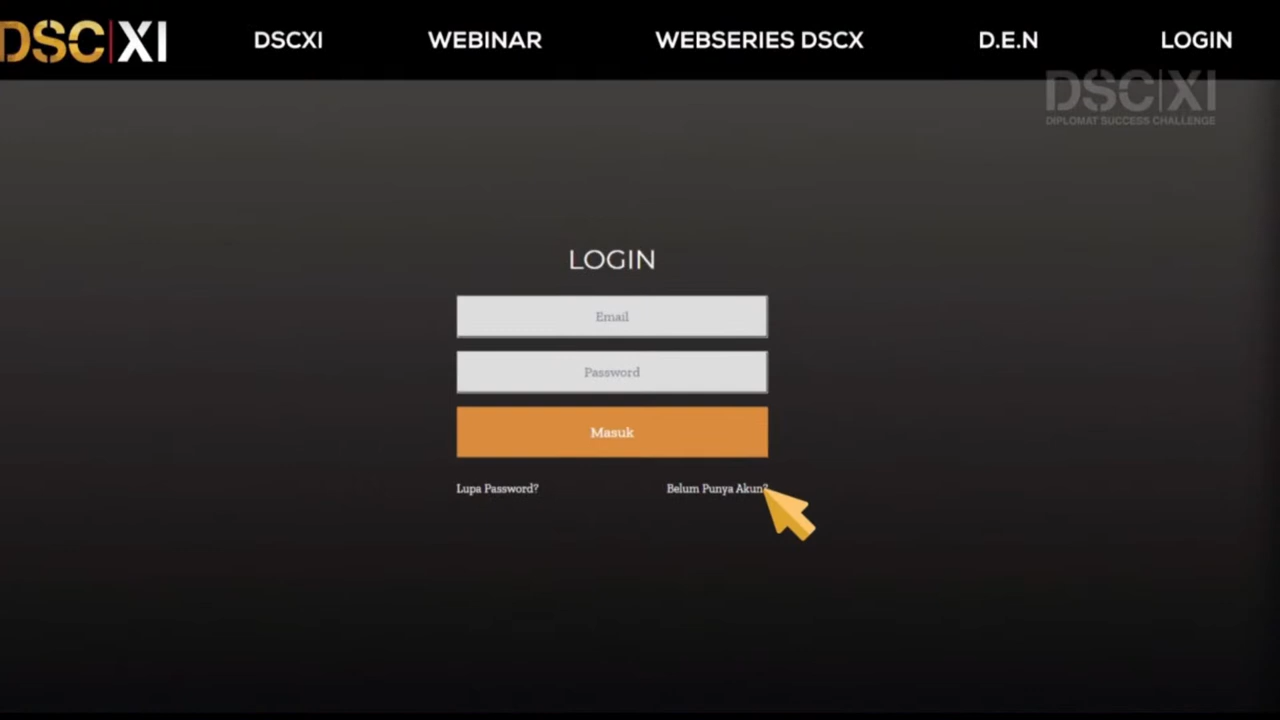 DSC|XI
DSCXI
WEBINAR
WEBSERIES DSCX
D.E.N
LOGIN
DSC|XI
DIPLOMAT SUCCESS CHALLENGE
LOGIN
Email
Password
Masuk
Lupa Password?
Belum Punya Akun?